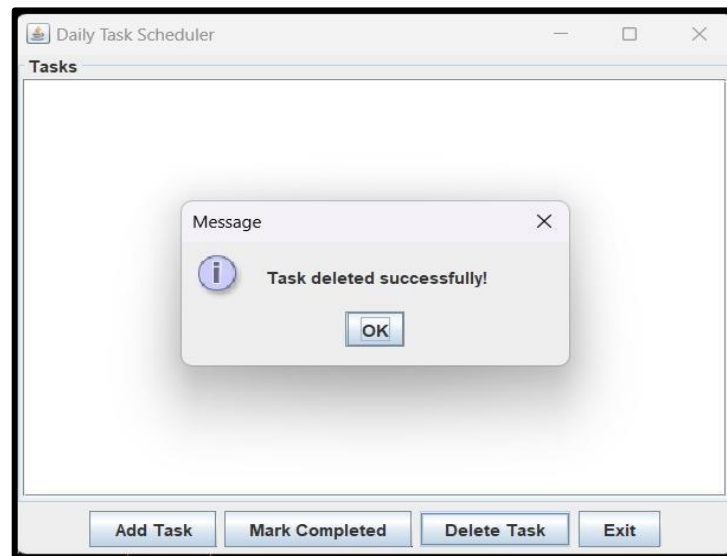 Daily Task Scheduler
Tasks
Message
i
Task deleted successfully!
OK
Add Task Mark Completed Delete Task Exit